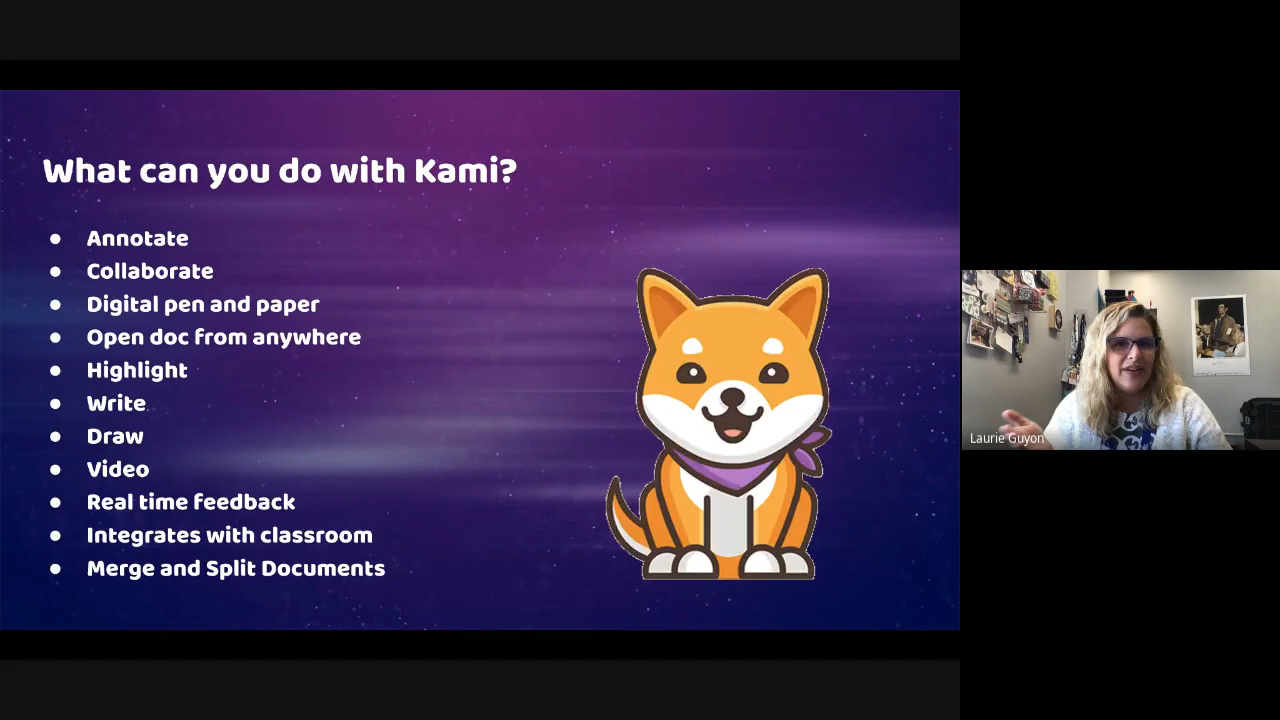 What can you do with Kami?
● Annotate
● Collaborate
● Digital pen and paper
● Open doc from anywhere
● Highlight
● Write
● Draw
● Video
● Real time feedback
● Integrates with classroom
● Merge and Split Documents
Laurie Guyon